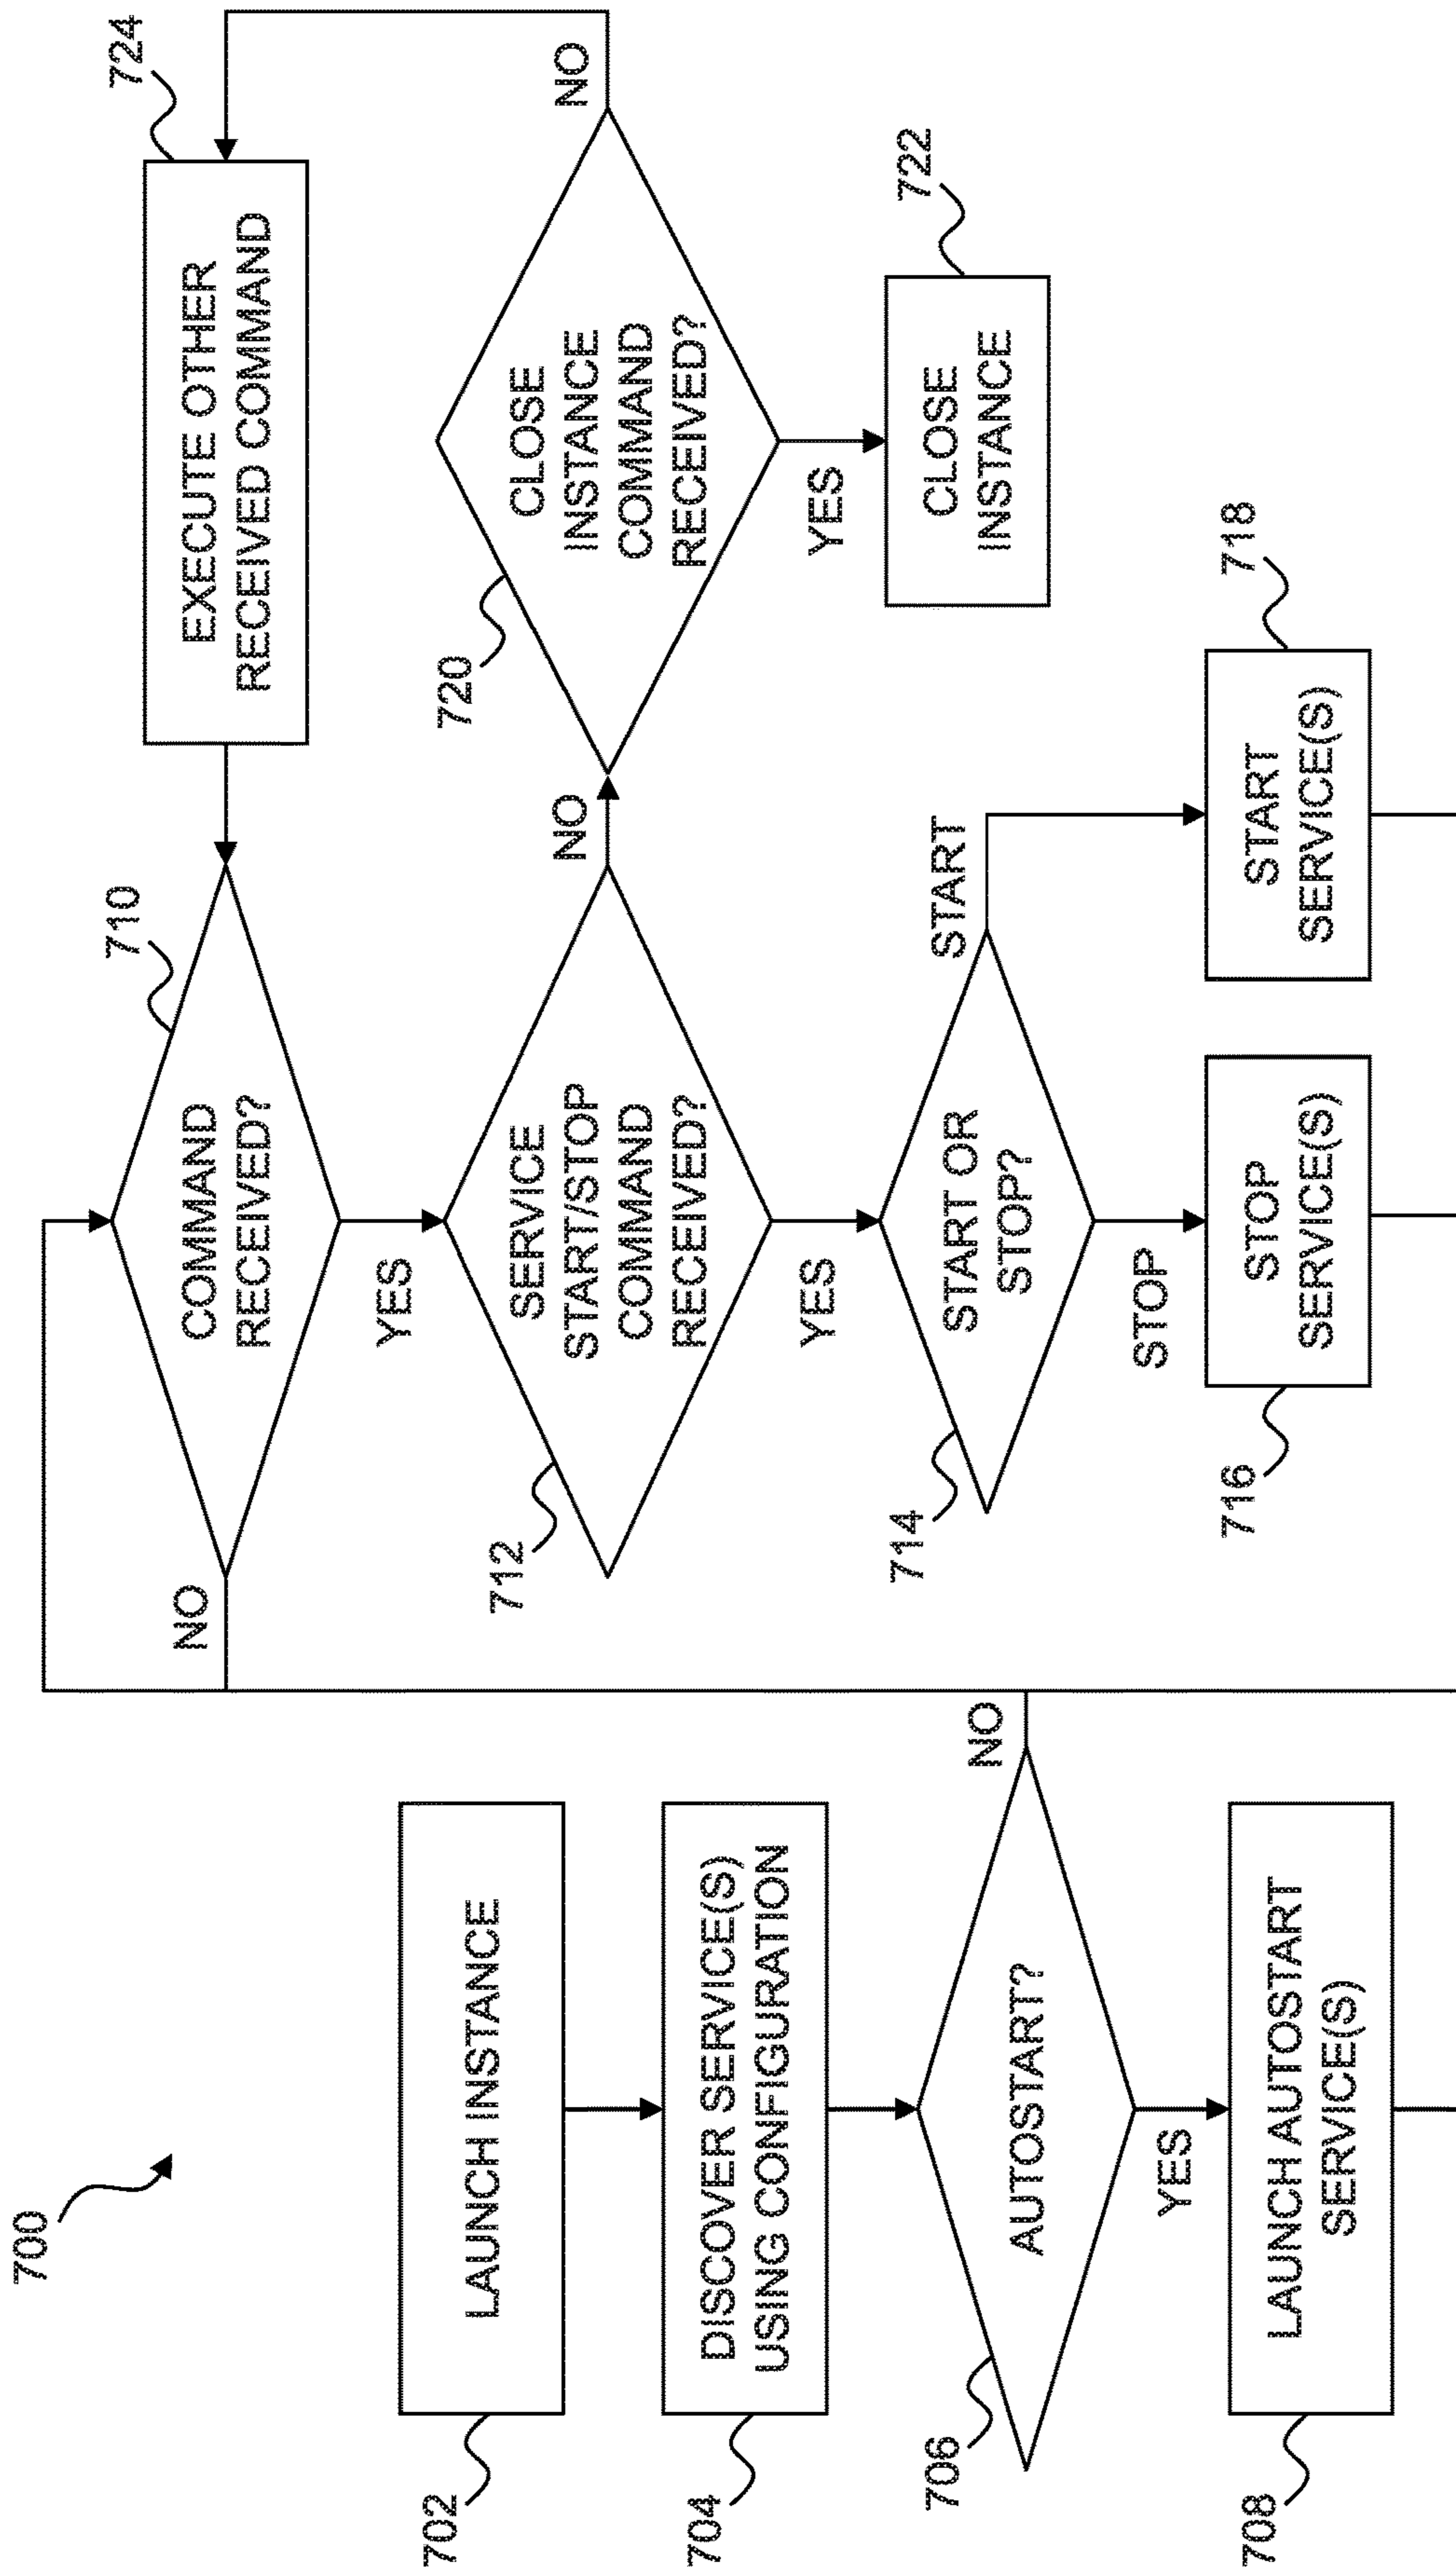 700
702
LAUNCH INSTANCE
704
DISCOVER SERVICE(S)
USING CONFIGURATION
706
AUTOSTART?
NO
YES
708
LAUNCH AUTOSTART
SERVICE(S)
710
COMMAND
RECEIVED?
NO
YES
712
SERVICE
START/STOP
COMMAND
RECEIVED?
NO
YES
714
START OR
STOP?
START
STOP
716
STOP
SERVICE(S)
718
START
SERVICE(S)
720
CLOSE
INSTANCE
COMMAND
RECEIVED?
NO
YES
722
CLOSE
INSTANCE
724
EXECUTE OTHER
RECEIVED COMMAND